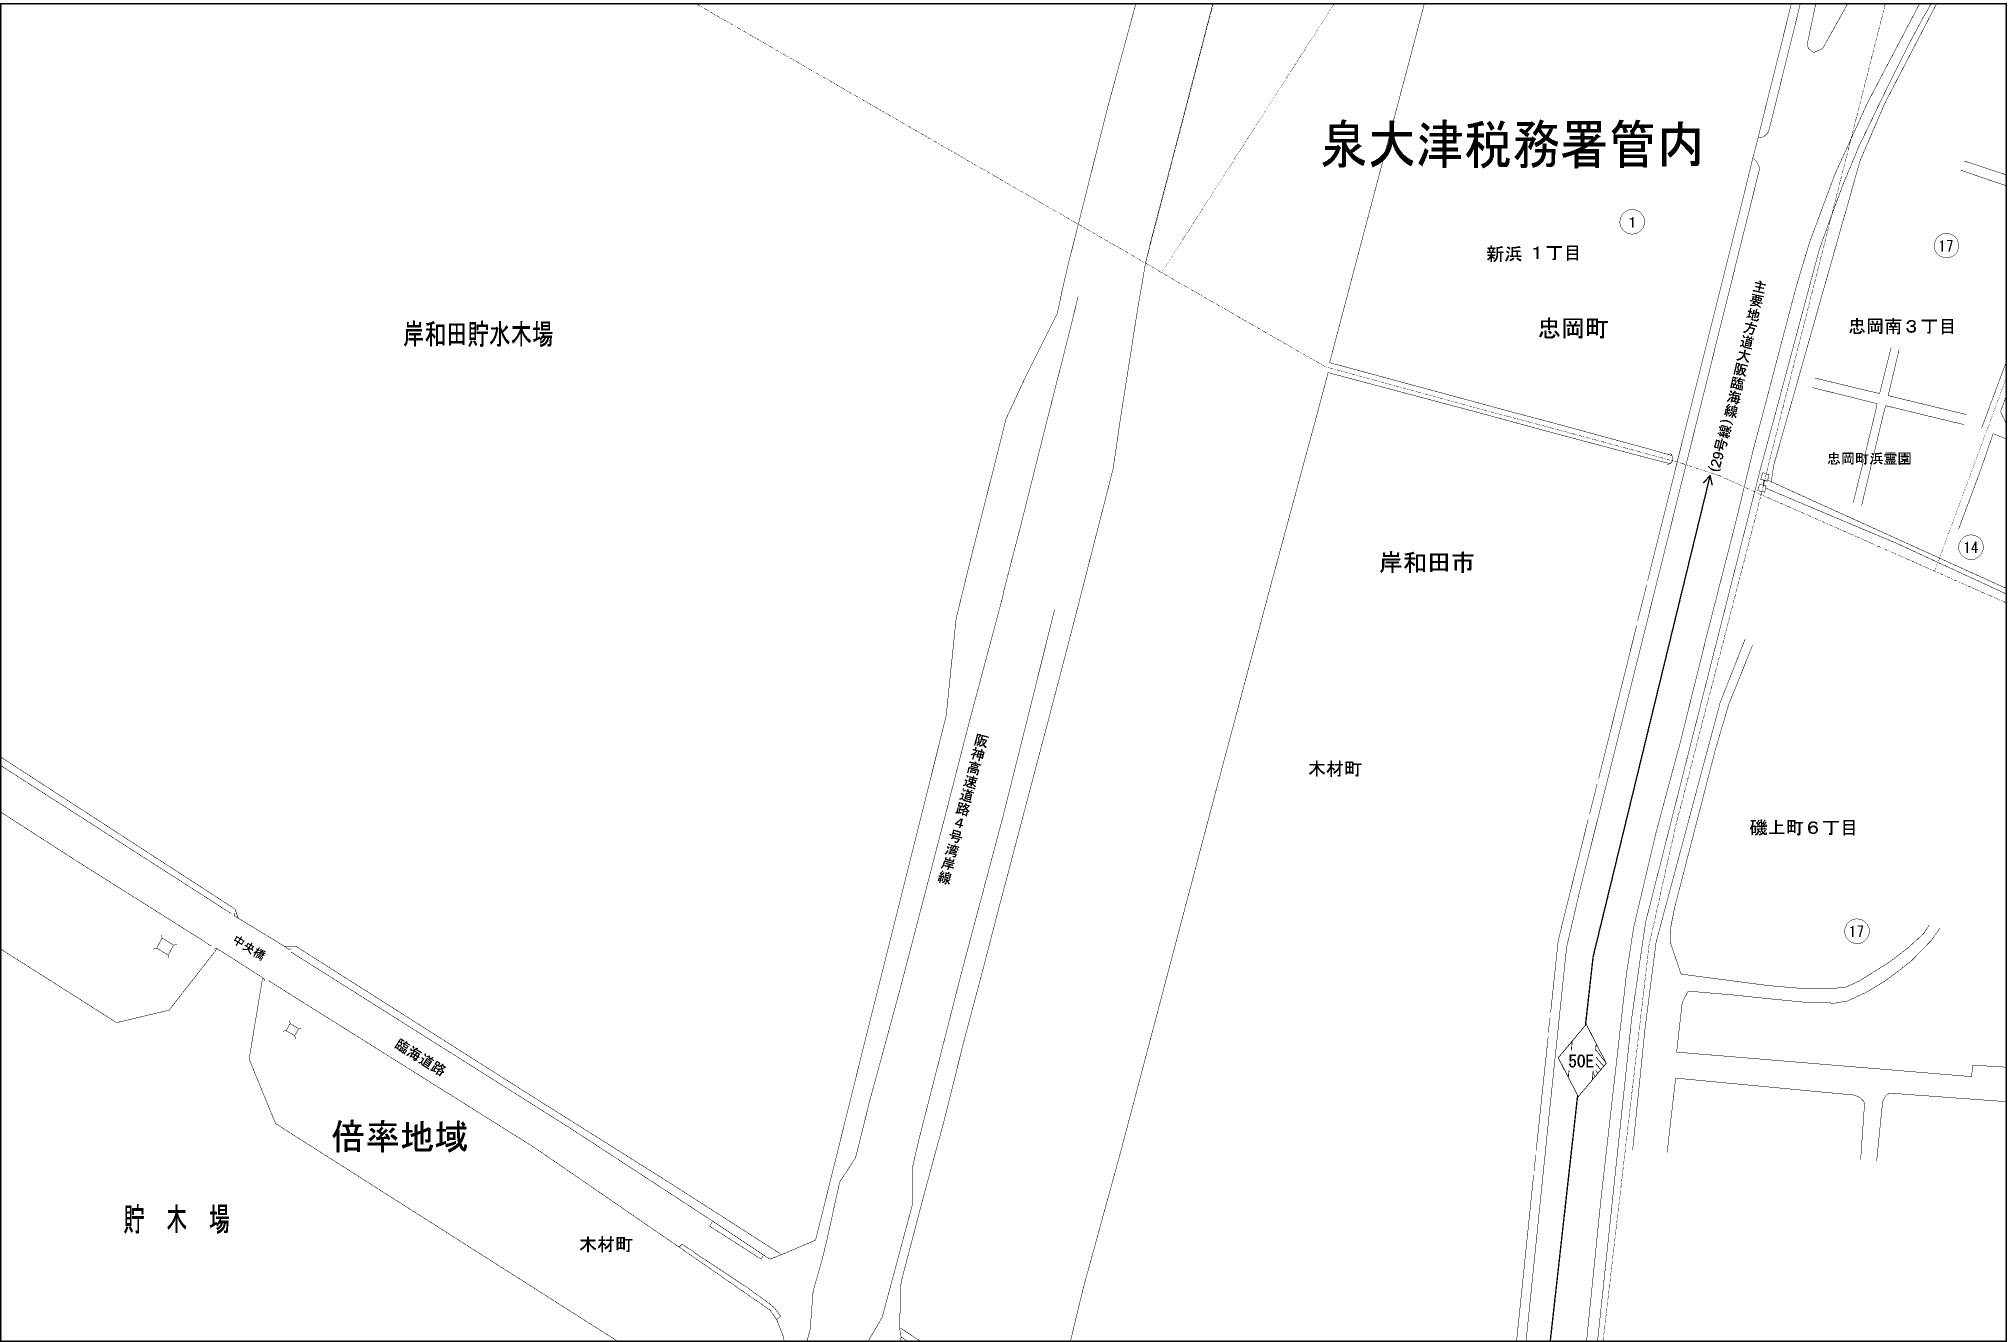 泉大津税務署管内
1
新浜 1丁目
17
主要地方道大阪臨海線
(29号線)
忠岡南3丁目
忠岡町
岸和田貯水木場
忠岡町浜霊園
14
岸和田市
木材町
阪神高速道路4号湾岸線
磯上町6丁目
17
中央橋
臨海道路
50E
倍率地域
貯 木 場
木材町